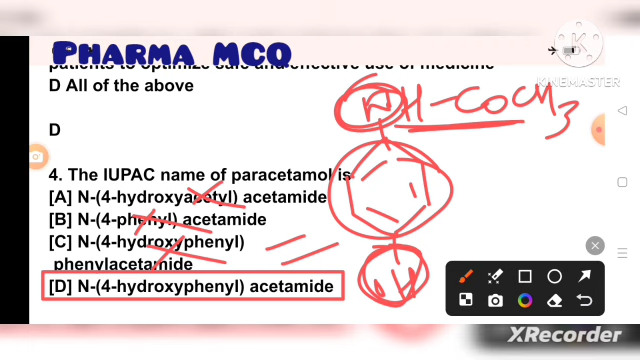 PHARMA MCQ
KINEMASTER
patients to optimize safe and effective use of medicine
D All of the above
D
NH-COCH3
4. The IUPAC name of paracetamol is
[A] N-(4-hydroxyacetyl) acetamide
[B] N-(4-phenyl) acetamide
[C] N-(4-hydroxyphenyl)
phenylacetamide
[D] N-(4-hydroxyphenyl) acetamide
OH
XRecorder